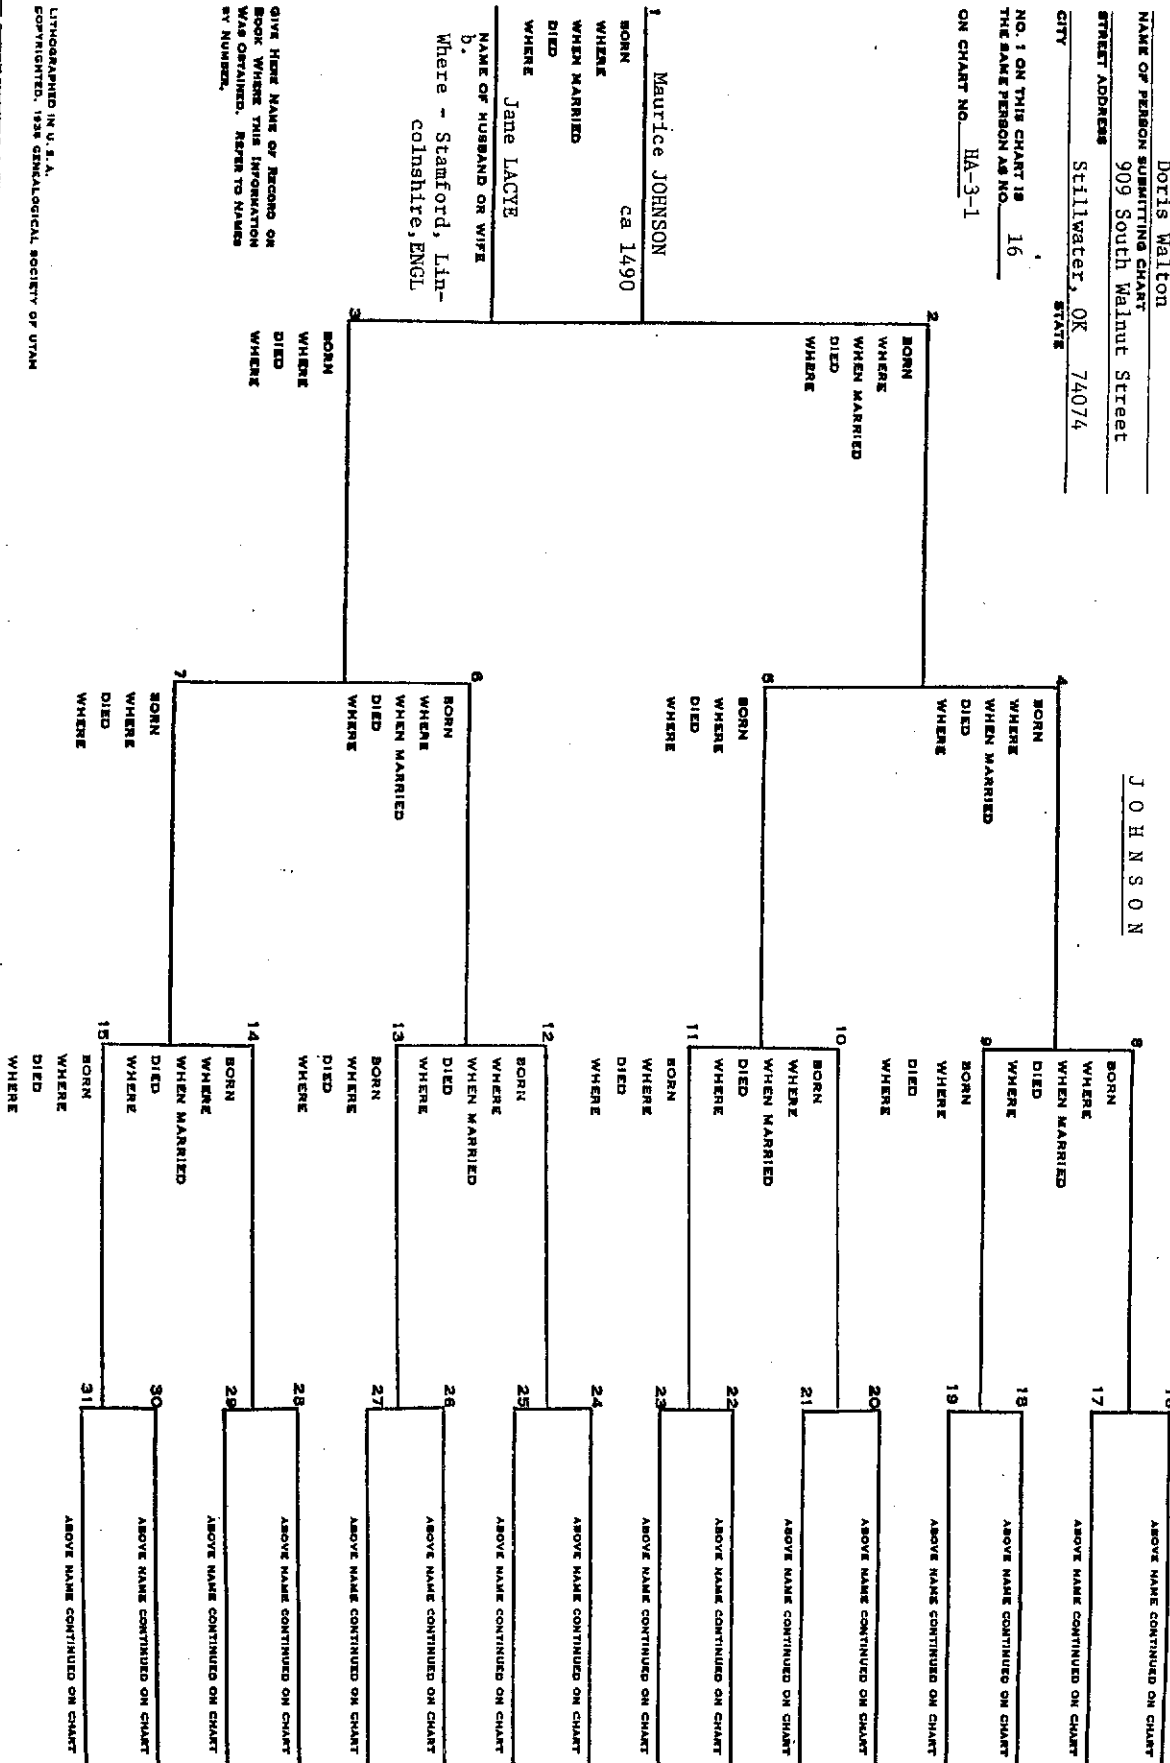 Doris Walton
NAME OF PERSON SUBMITTING CHART
909 South Walnut Street
STREET ADDRESS
Stillwater, OK 74074
CITY STATE
NO. 1 ON THIS CHART IS
THE SAME PERSON AS NO. 16
ON CHART NO. HA-3-1
J O H N S O N
1 Maurice JOHNSON
BORN ca 1490
WHERE
WHEN MARRIED
DIED
WHERE
Jane LACYE
NAME OF HUSBAND OR WIFE
b.
Where - Stamford, Lin-
colnshire, ENGL
GIVE HERE NAME OF RECORD OR
BOOK WHERE THIS INFORMATION
WAS OBTAINED. REFER TO NAMES
BY NUMBER.
LITHOGRAPHED IN U. S. A.
COPYRIGHTED. 1936 GENEALOGICAL SOCIETY OF UTAH
2
BORN
WHERE
WHEN MARRIED
DIED
WHERE
3
BORN
WHERE
DIED
WHERE
4
BORN
WHERE
WHEN MARRIED
DIED
WHERE
5
BORN
WHERE
DIED
WHERE
6
BORN
WHERE
WHEN MARRIED
DIED
WHERE
7
BORN
WHERE
DIED
WHERE
8
BORN
WHERE
WHEN MARRIED
DIED
WHERE
9
BORN
WHERE
DIED
WHERE
10
BORN
WHERE
WHEN MARRIED
DIED
WHERE
11
BORN
WHERE
DIED
WHERE
12
BORN
WHERE
WHEN MARRIED
DIED
WHERE
13
BORN
WHERE
DIED
WHERE
14
BORN
WHERE
WHEN MARRIED
DIED
WHERE
15
BORN
WHERE
DIED
WHERE
16
ABOVE NAME CONTINUED ON CHART
17
ABOVE NAME CONTINUED ON CHART
18
ABOVE NAME CONTINUED ON CHART
19
ABOVE NAME CONTINUED ON CHART
20
ABOVE NAME CONTINUED ON CHART
21
ABOVE NAME CONTINUED ON CHART
22
ABOVE NAME CONTINUED ON CHART
23
ABOVE NAME CONTINUED ON CHART
24
ABOVE NAME CONTINUED ON CHART
25
ABOVE NAME CONTINUED ON CHART
26
ABOVE NAME CONTINUED ON CHART
27
ABOVE NAME CONTINUED ON CHART
28
ABOVE NAME CONTINUED ON CHART
29
ABOVE NAME CONTINUED ON CHART
30
ABOVE NAME CONTINUED ON CHART
31
ABOVE NAME CONTINUED ON CHART